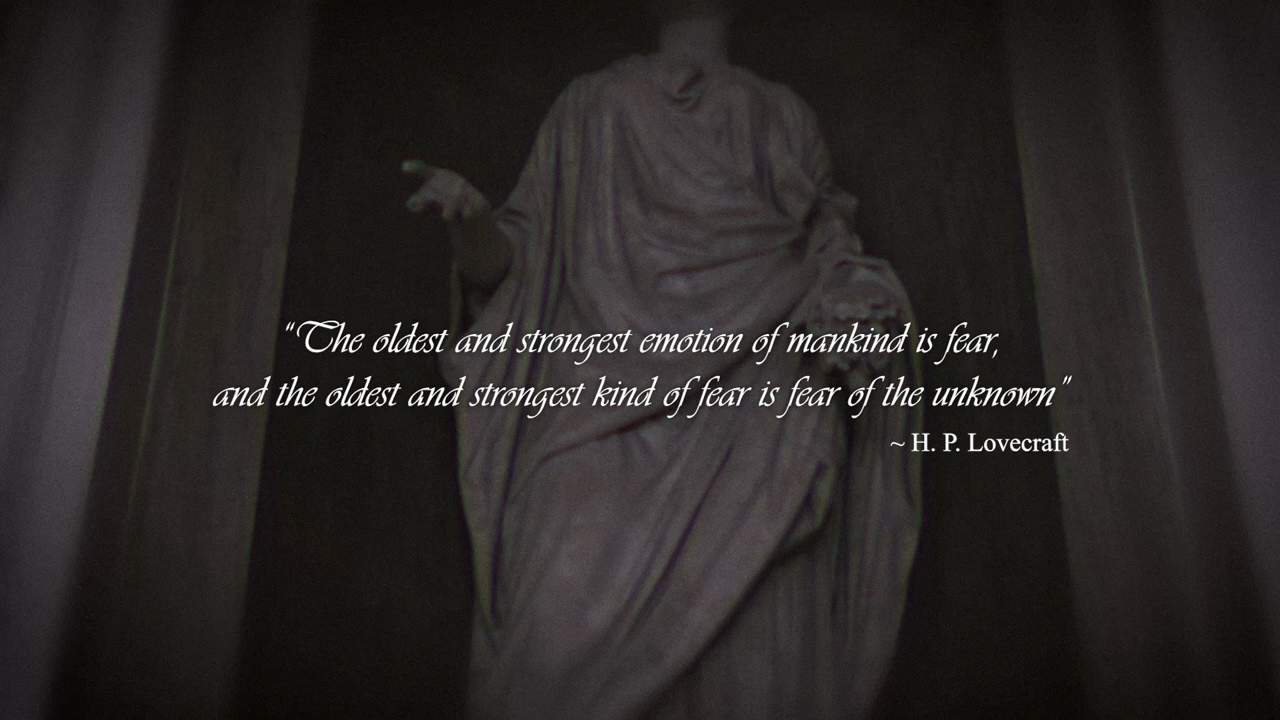 “The oldest and strongest emotion of mankind is fear,
and the oldest and strongest kind of fear is fear of the unknown”
~ H. P. Lovecraft